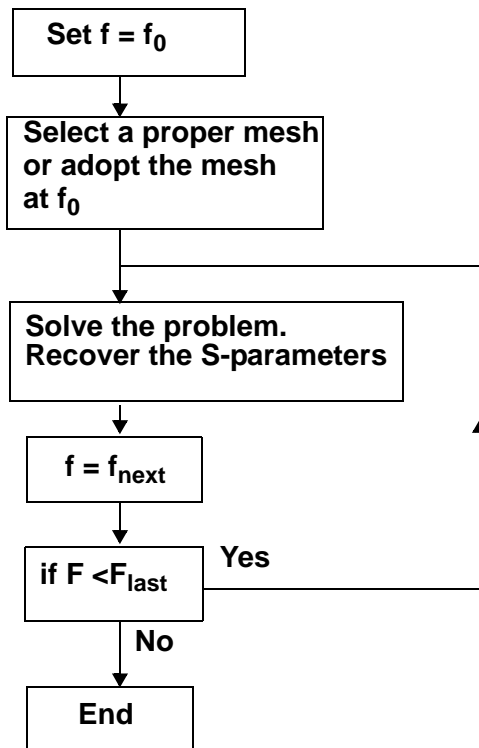 Set f = f₀
Select a proper mesh
or adopt the mesh
at f₀
Solve the problem.
Recover the S-parameters
f = fₙₑₓₜ
if F <F_last
Yes
No
End